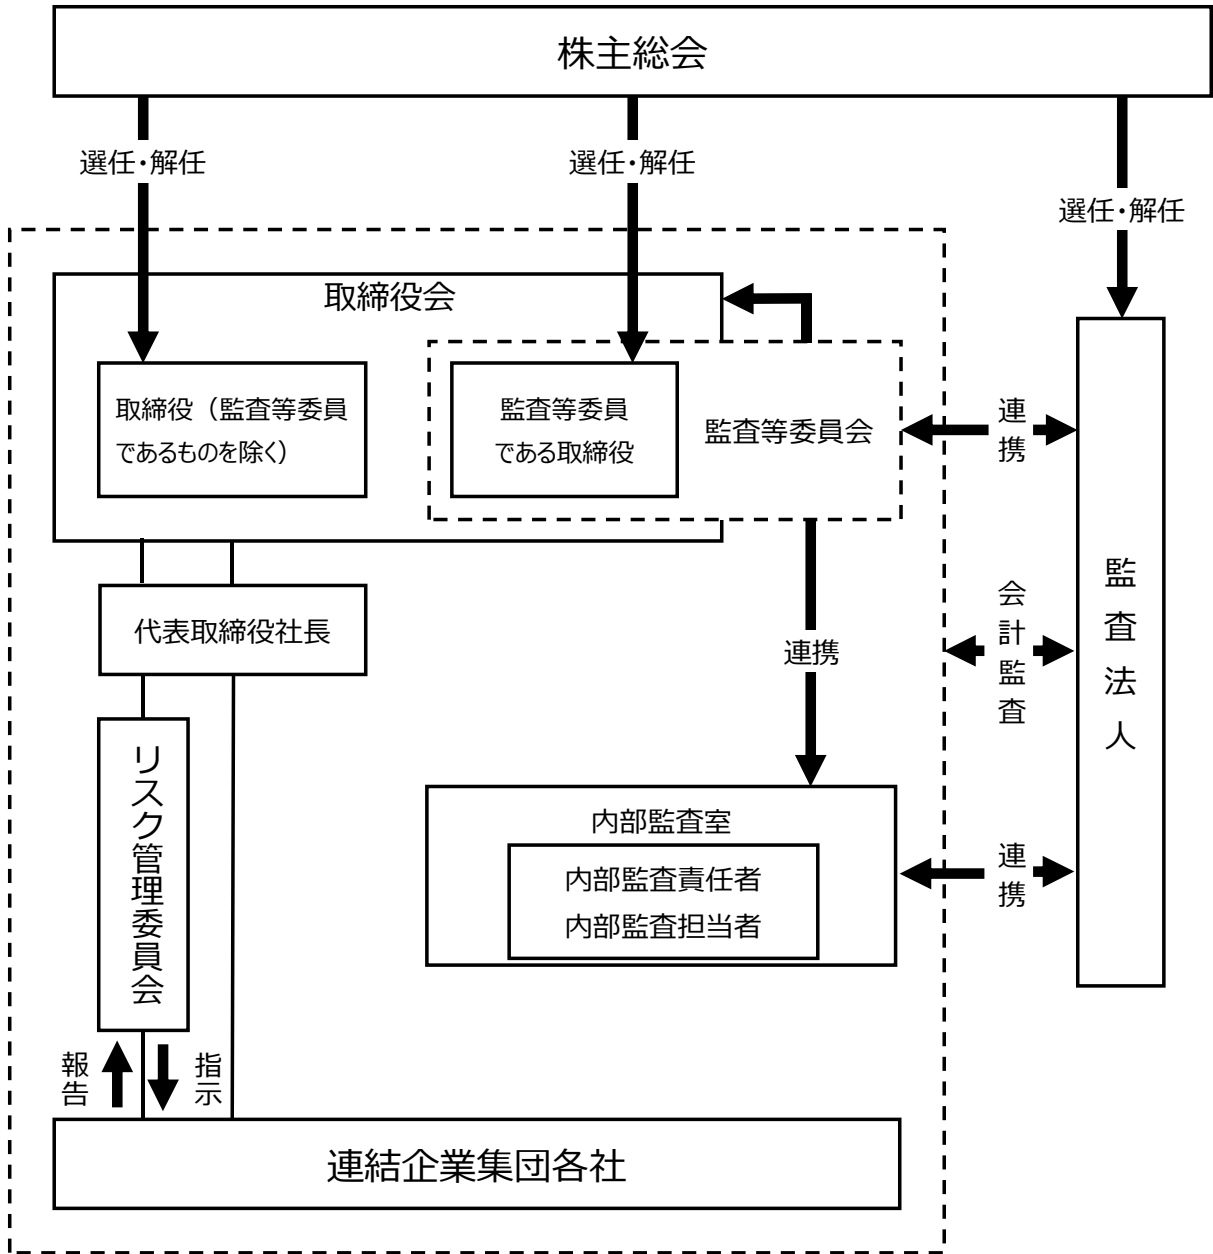 株主総会
選任・解任
選任・解任
選任・解任
取締役会
取締役（監査等委員
であるものを除く）
監査等委員
である取締役
監査等委員会
連携
監査法人
代表取締役社長
会計監査
連携
リスク管理委員会
内部監査室
内部監査責任者
内部監査担当者
連携
報告
指示
連結企業集団各社